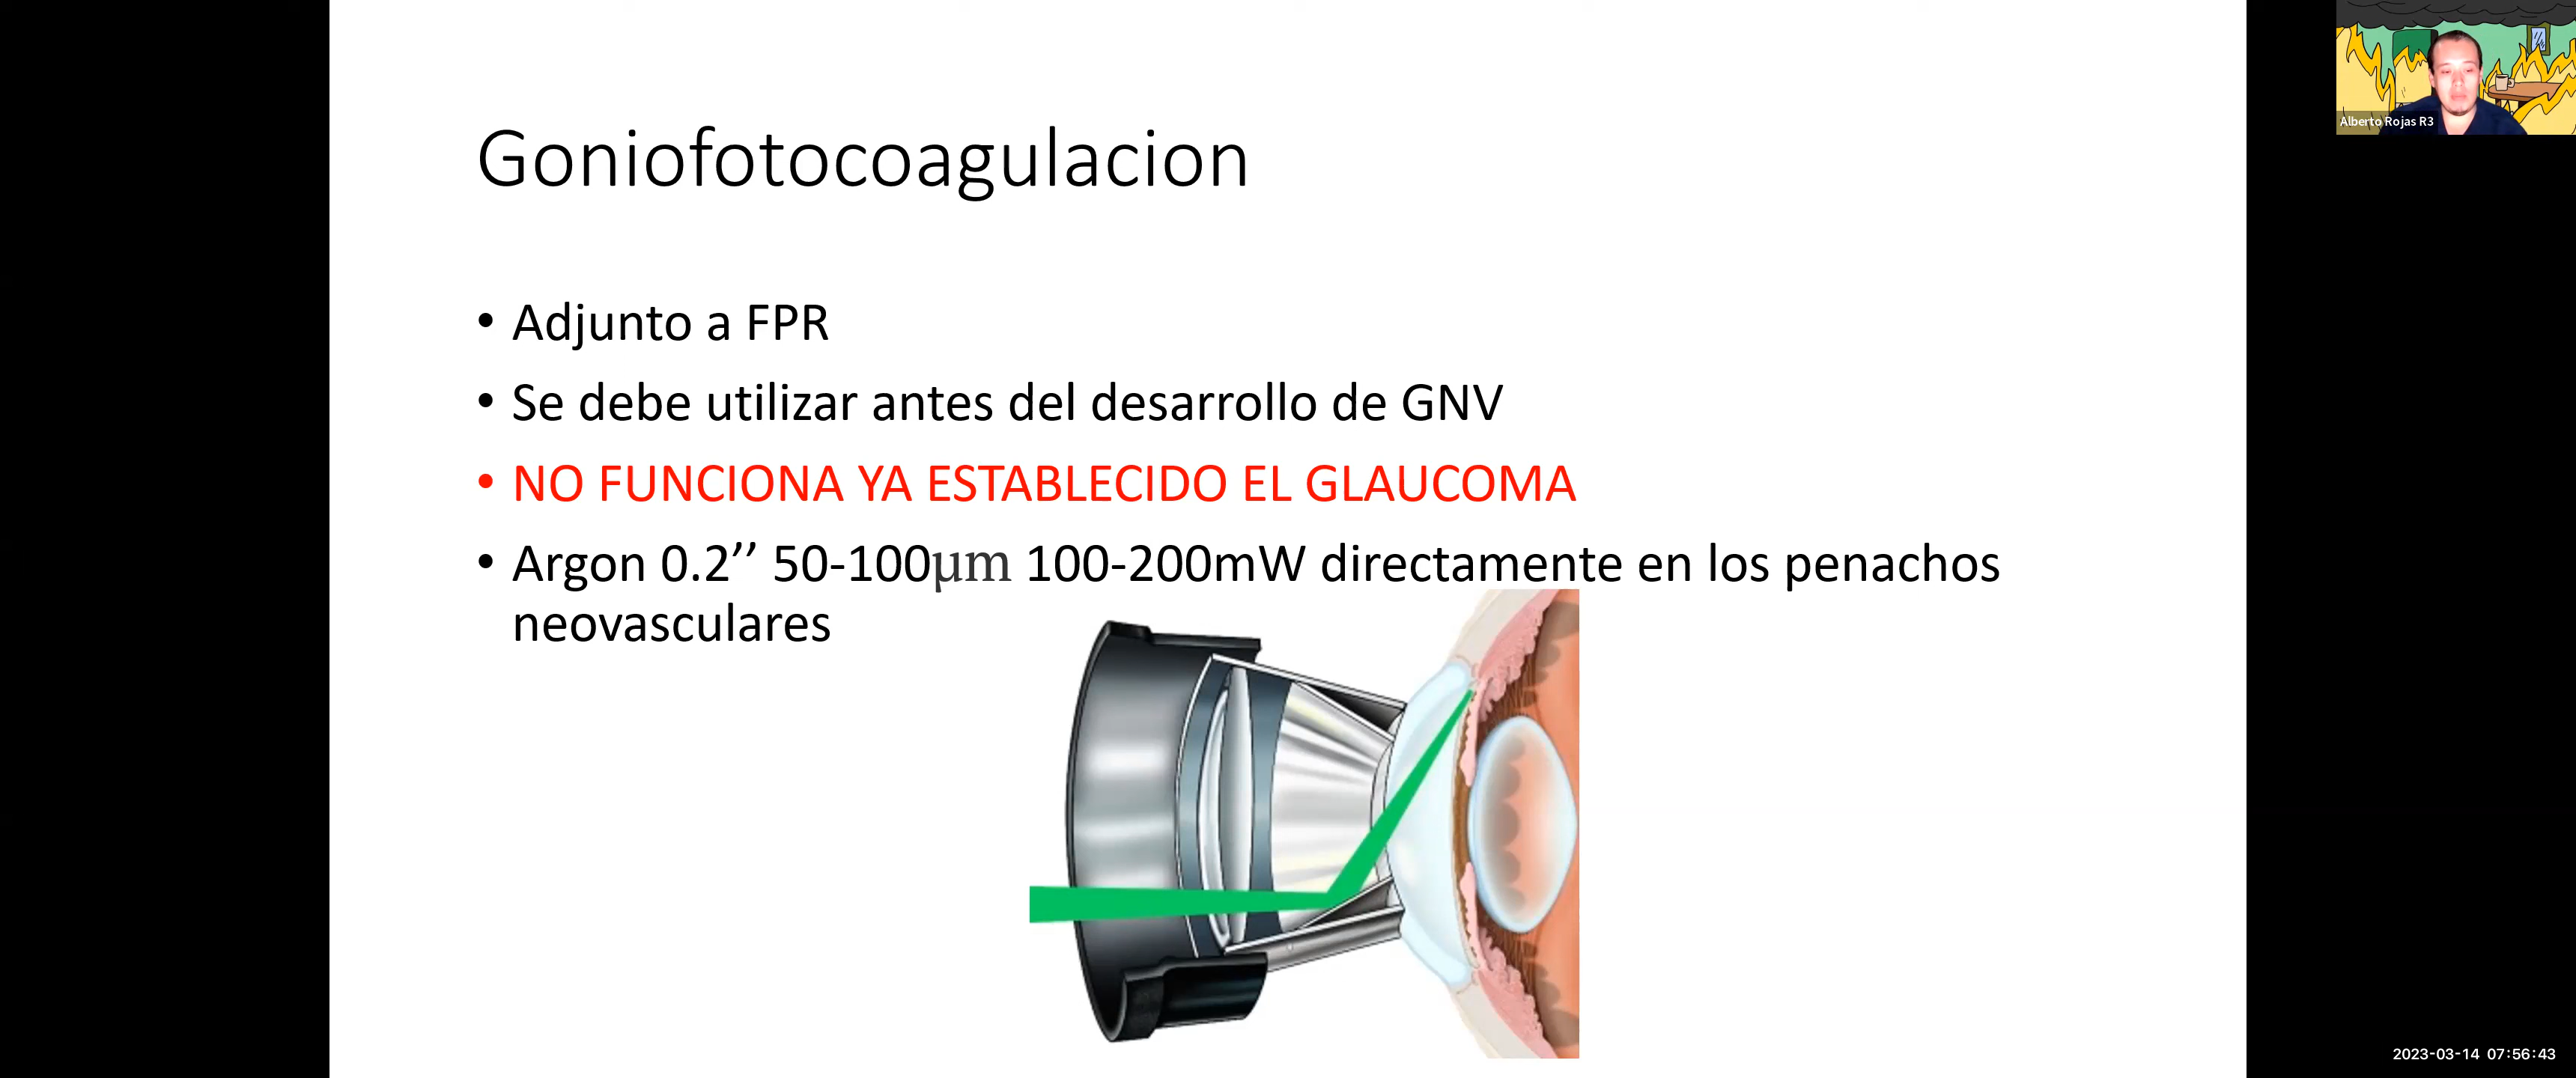 Goniofotocoagulacion
• Adjunto a FPR
• Se debe utilizar antes del desarrollo de GNV
• NO FUNCIONA YA ESTABLECIDO EL GLAUCOMA
• Argon 0.2’’ 50-100µm 100-200mW directamente en los penachos
neovasculares
Alberto Rojas R3
2023-03-14 07:56:43